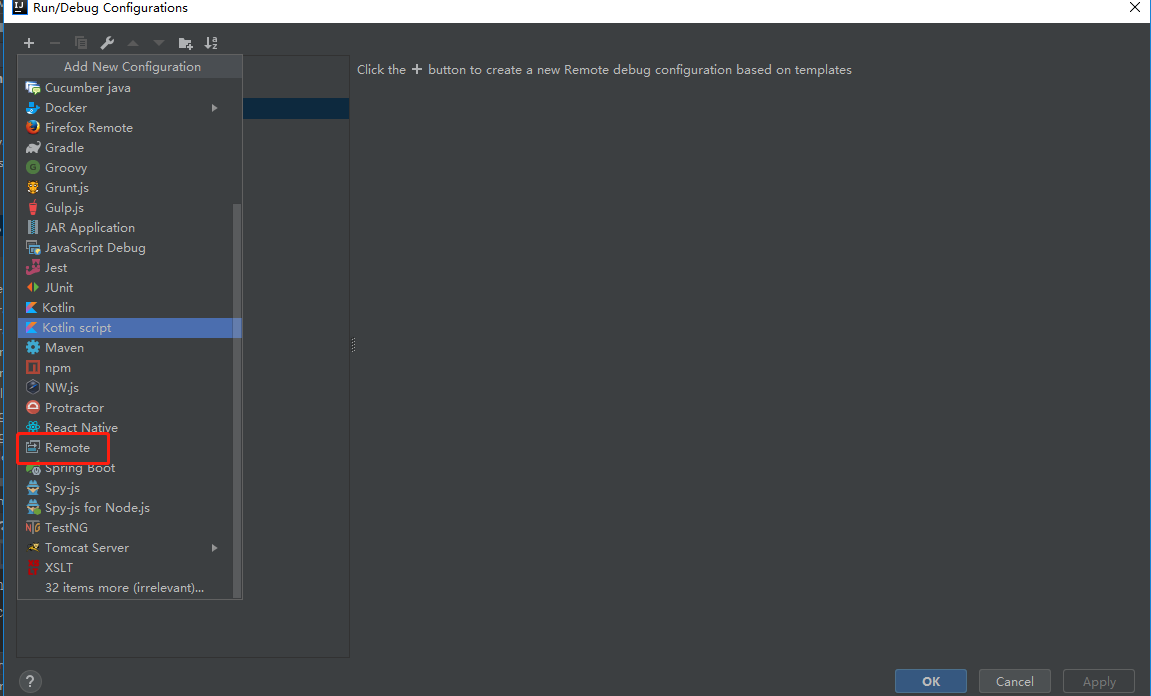 Run/Debug Configurations
Add New Configuration
Click the + button to create a new Remote debug configuration based on templates
Cucumber java
Docker
Firefox Remote
Gradle
Groovy
Grunt.js
Gulp.js
JAR Application
JavaScript Debug
Jest
JUnit
Kotlin
Kotlin script
Maven
npm
NW.js
Protractor
React Native
Remote
Spring Boot
Spy-js
Spy-js for Node.js
TestNG
Tomcat Server
XSLT
32 items more (irrelevant)...
? OK Cancel Apply